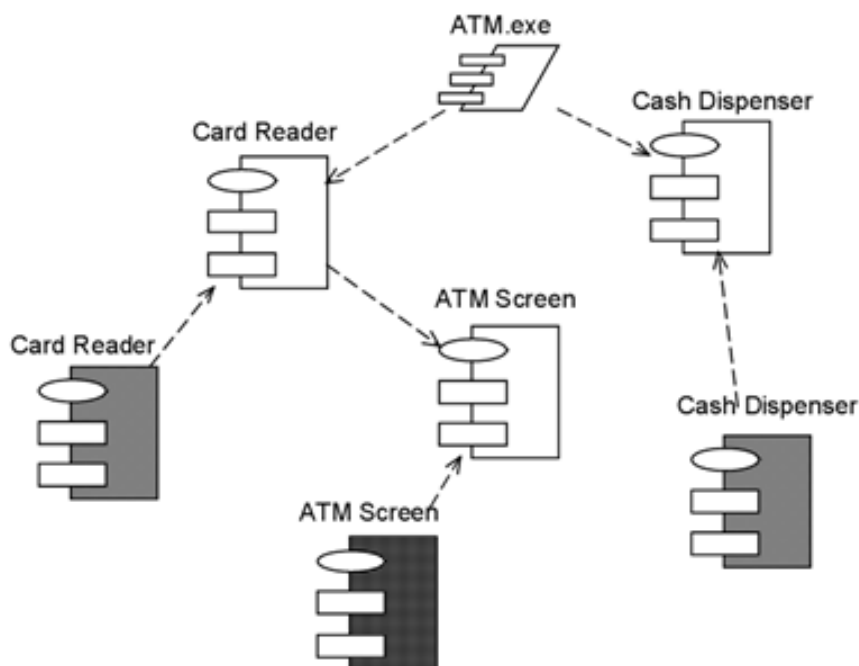 ATM.exe
Cash Dispenser
Card Reader
ATM Screen
Card Reader
Cash Dispenser
ATM Screen